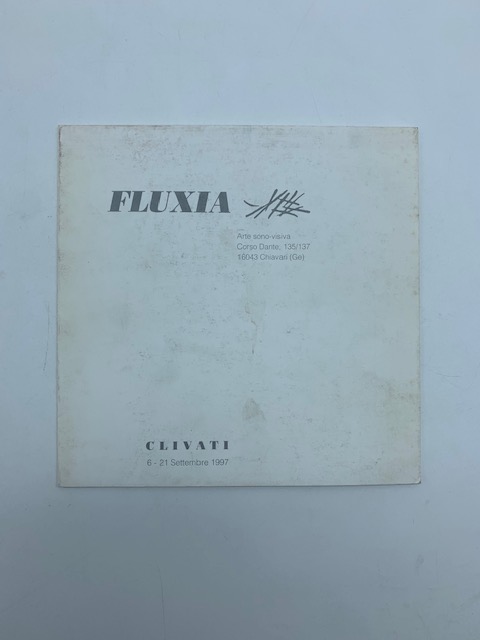 FLUXIA
Arte sono-visiva
Corso Dante, 135/137
16043 Chiavari (Ge)
CLIVATI
6 - 21 Settembre 1997